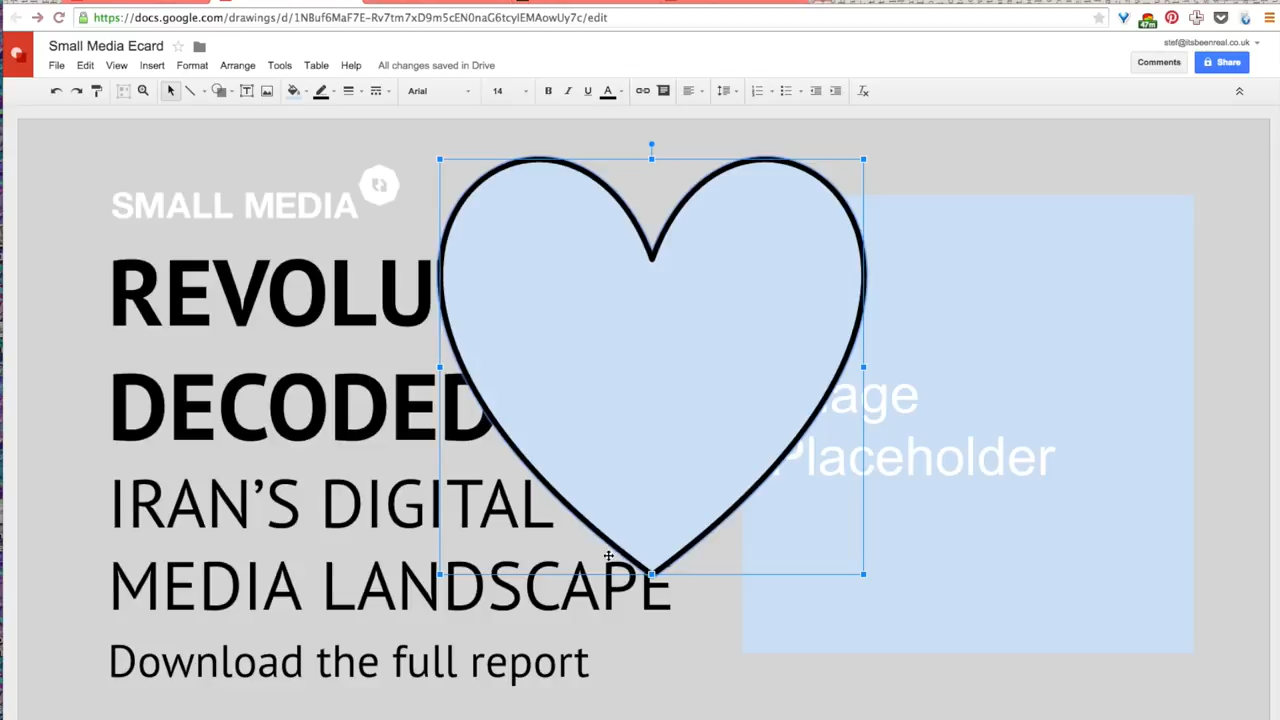 https://docs.google.com/drawings/d/1NBuf6MaF7E-Rv7tm7xD9m5cEN0naG6tcylEMAowUy7c/edit
47m
Small Media Ecard
stef@itsbeenreal.co.uk
File Edit View Insert Format Arrange Tools Table Help All changes saved in Drive
Comments Share
Arial 14 B I U A
SMALL MEDIA
REVOLU
DECODED
IRAN’S DIGITAL
MEDIA LANDSCAPE
Download the full report
age
Placeholder